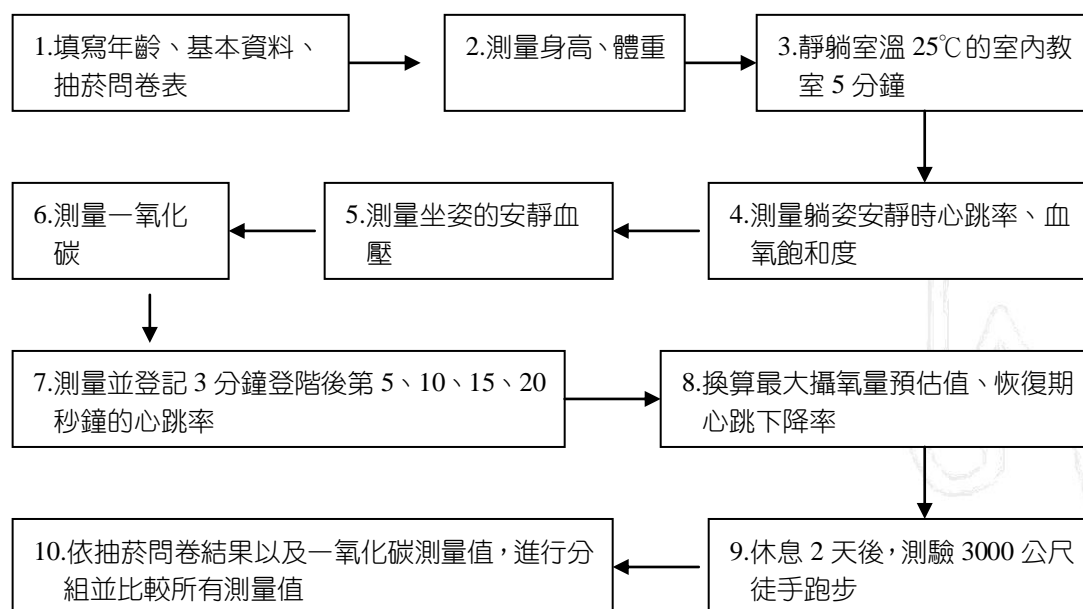 1.填寫年齡、基本資料、
抽菸問卷表
2.測量身高、體重
3.靜躺室溫 25℃的室內教
室 5 分鐘
4.測量躺姿安靜時心跳率、血
氧飽和度
5.測量坐姿的安靜血
壓
6.測量一氧化
碳
7.測量並登記 3 分鐘登階後第 5、10、15、20
秒鐘的心跳率
8.換算最大攝氧量預估值、恢復期
心跳下降率
9.休息 2 天後，測驗 3000 公尺
徒手跑步
10.依抽菸問卷結果以及一氧化碳測量值，進行分
組並比較所有測量值